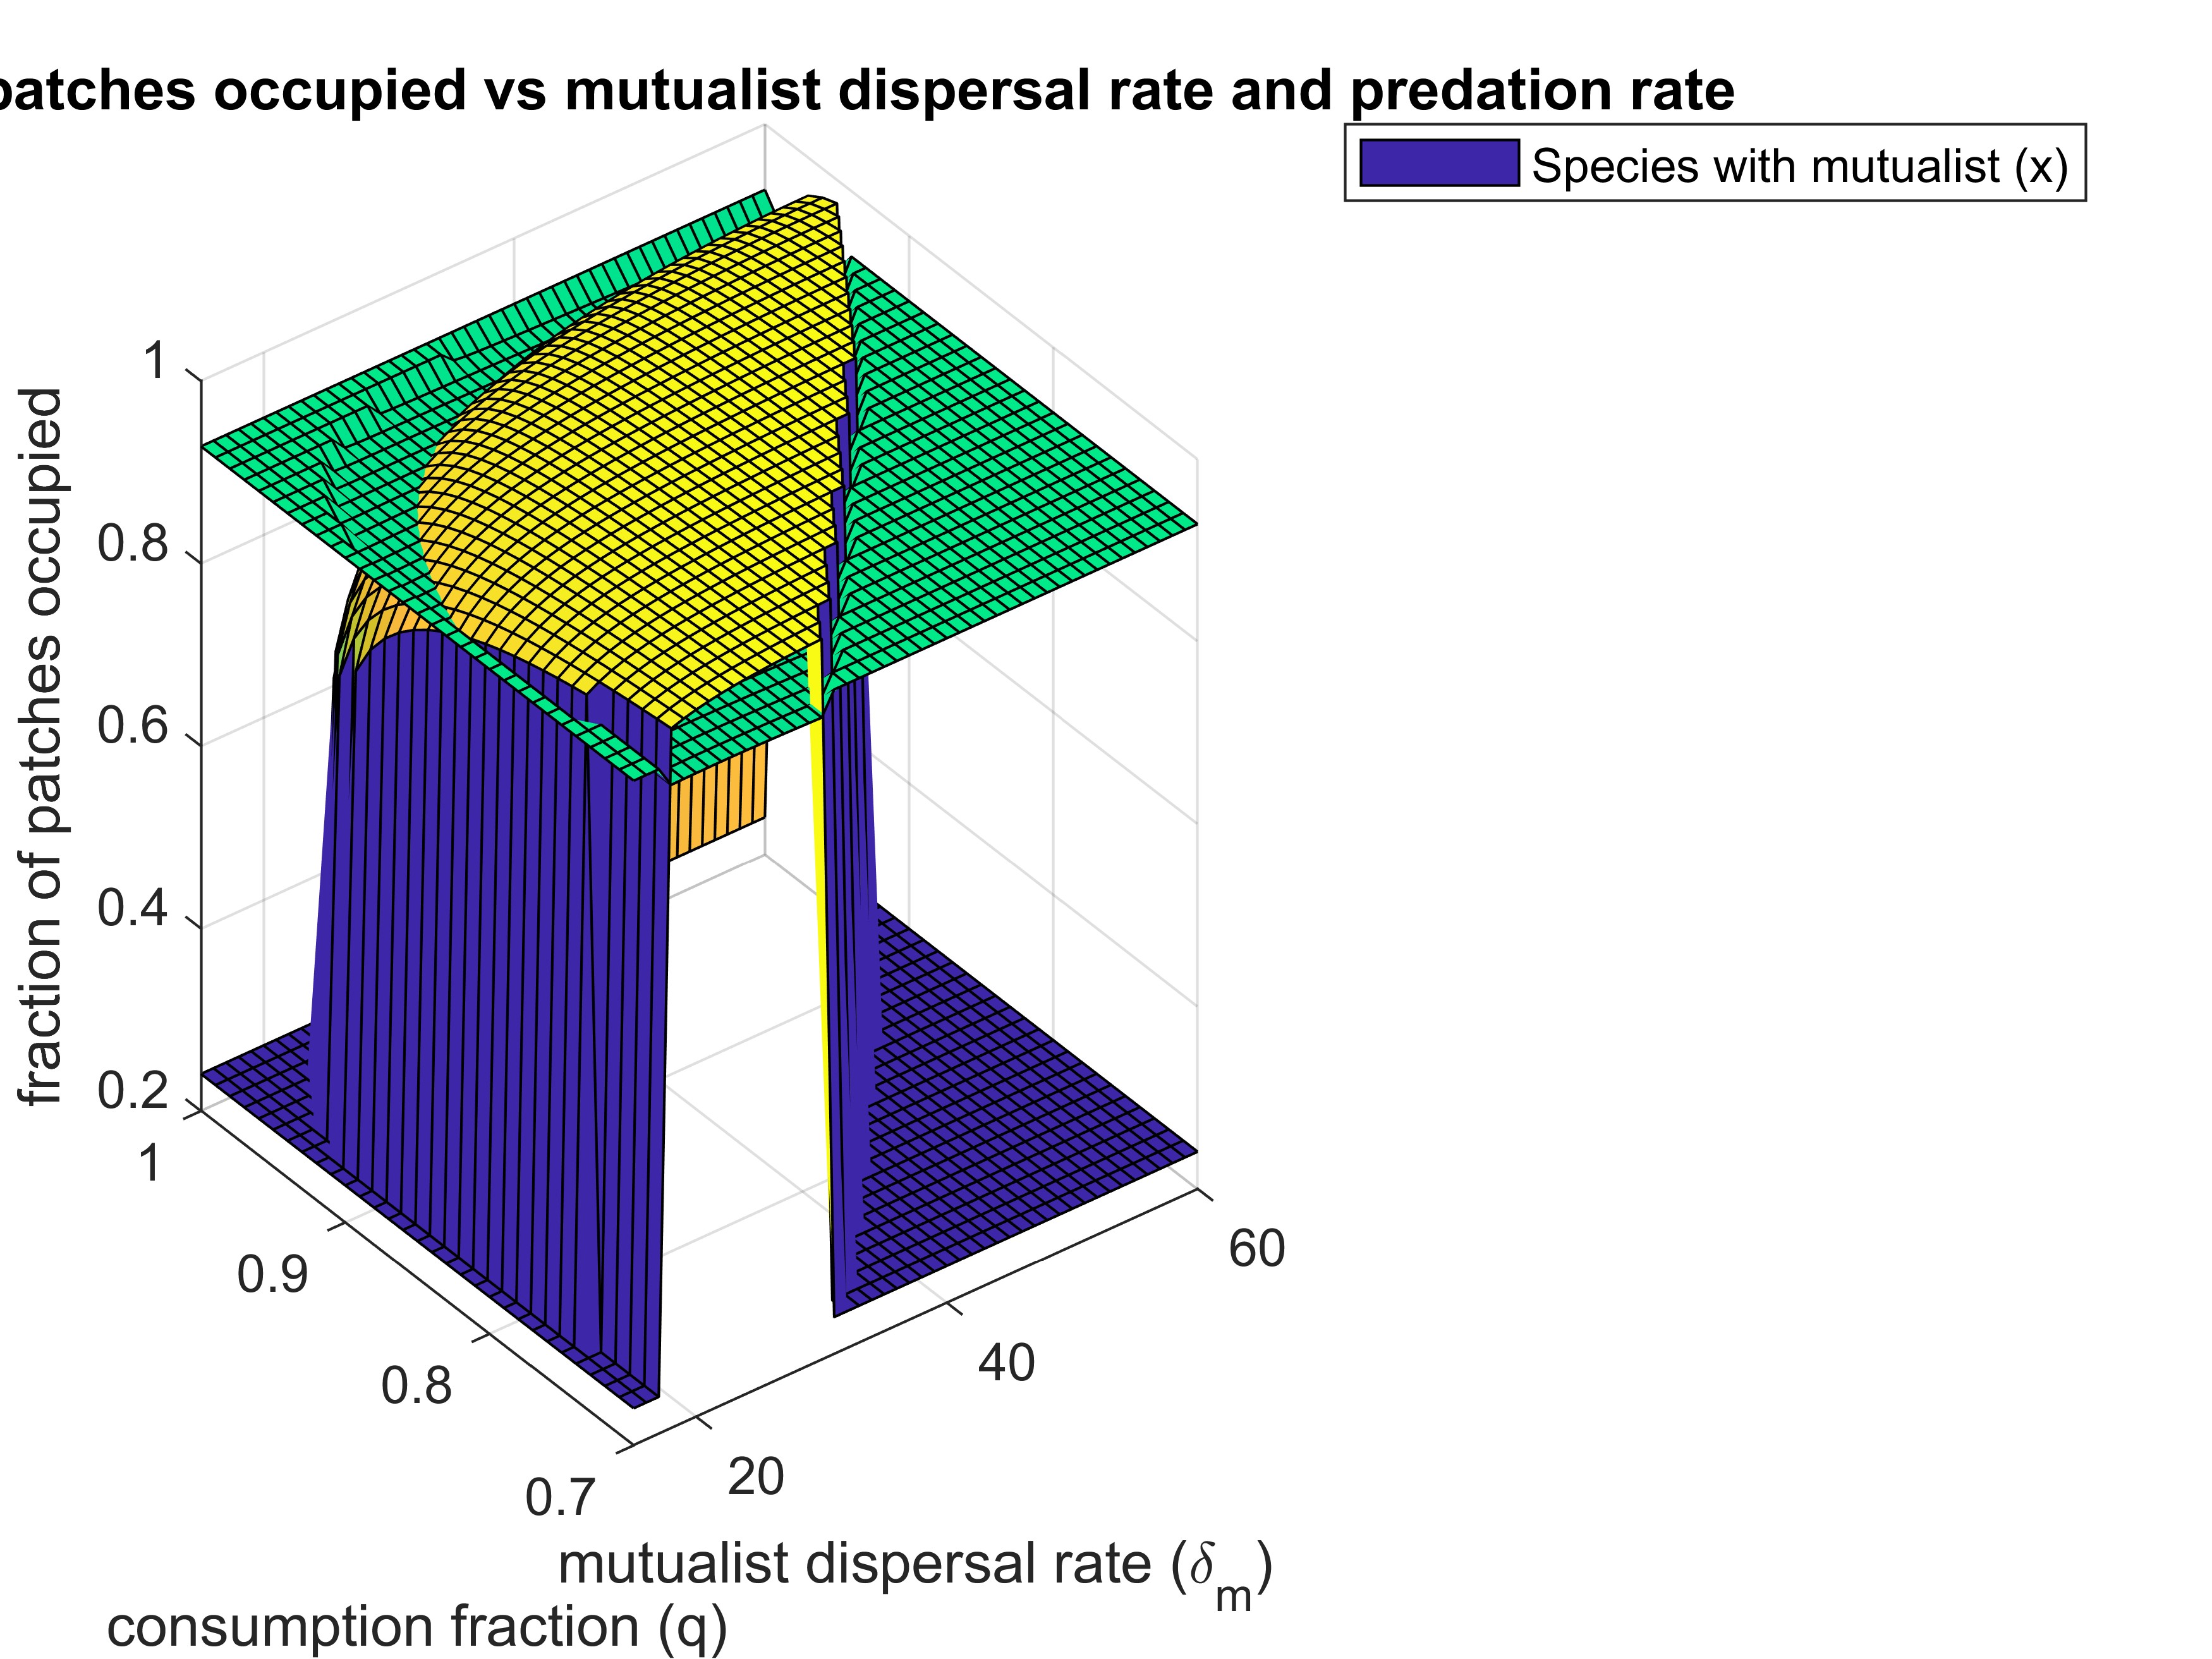 patches occupied vs mutualist dispersal rate and predation rate
Species with mutualist (x)
fraction of patches occupied
1
0.8
0.6
0.4
0.2
1
0.9
0.8
0.7
20
40
60
mutualist dispersal rate (δm)
consumption fraction (q)